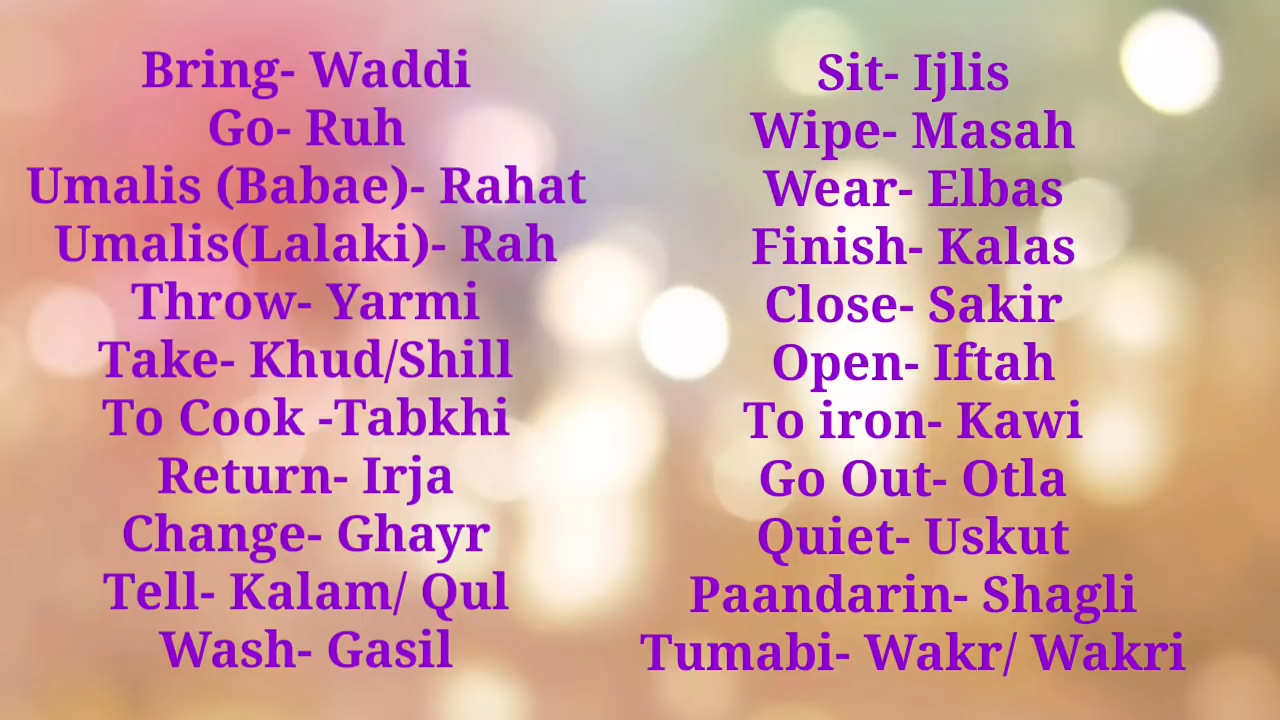 Bring- Waddi
Go- Ruh
Umalis (Babae)- Rahat
Umalis(Lalaki)- Rah
Throw- Yarmi
Take- Khud/Shill
To Cook -Tabkhi
Return- Irja
Change- Ghayr
Tell- Kalam/ Qul
Wash- Gasil
Sit- Ijlis
Wipe- Masah
Wear- Elbas
Finish- Kalas
Close- Sakir
Open- Iftah
To iron- Kawi
Go Out- Otla
Quiet- Uskut
Paandarin- Shagli
Tumabi- Wakr/ Wakri